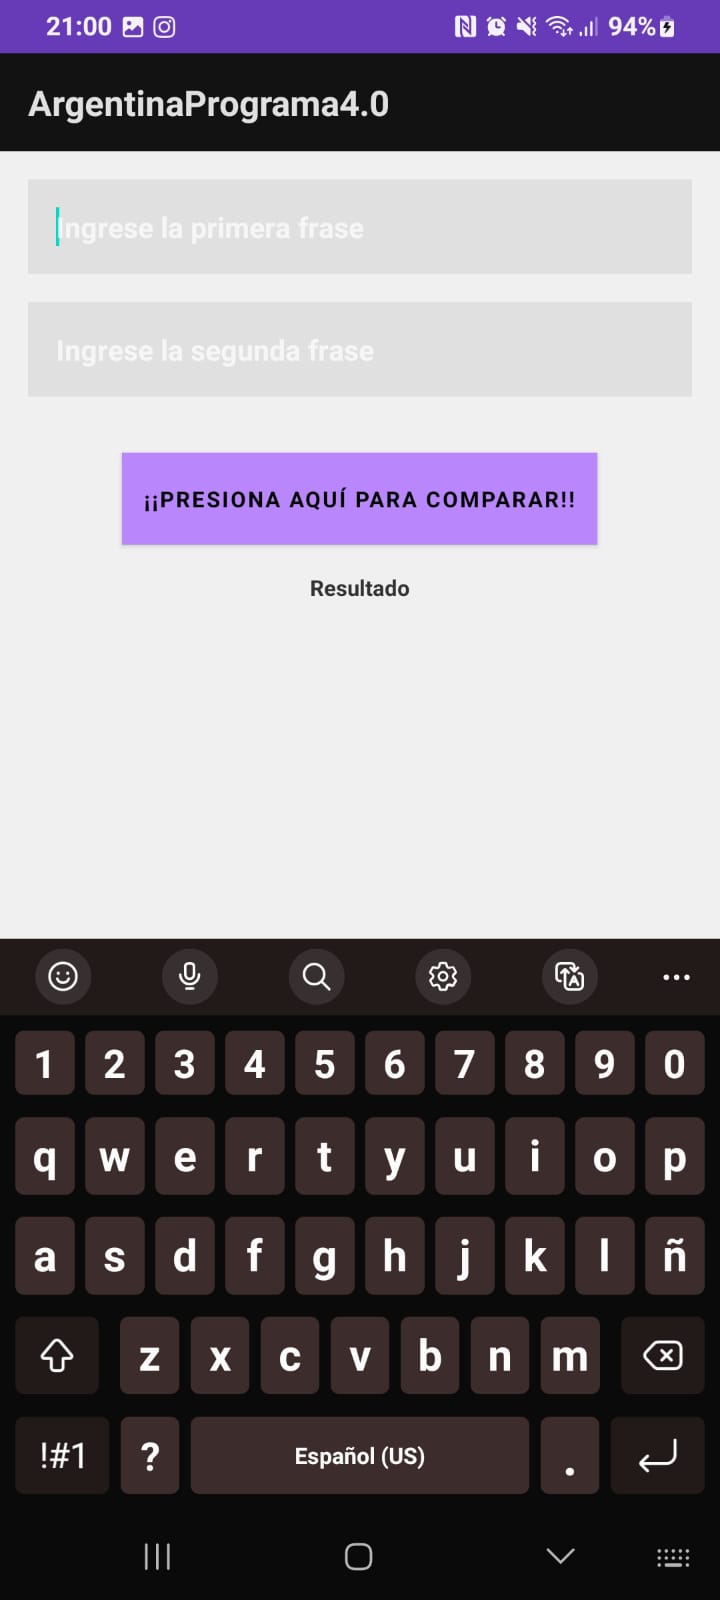 21:00 94%
ArgentinaPrograma4.0
Ingrese la primera frase
Ingrese la segunda frase
¡¡PRESIONA AQUÍ PARA COMPARAR!!
Resultado
1 2 3 4 5 6 7 8 9 0
q w e r t y u i o p
a s d f g h j k l ñ
z x c v b n m
!#1 ? Español (US) .